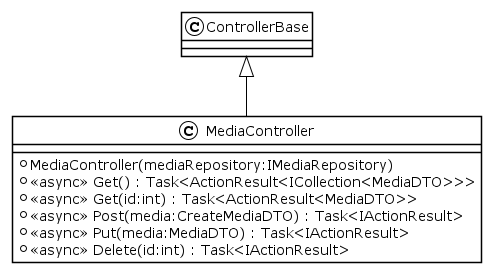 C ControllerBase
C MediaController
MediaController(mediaRepository:IMediaRepository)
«async» Get() : Task<ActionResult<ICollection<MediaDTO>>>
«async» Get(id:int) : Task<ActionResult<MediaDTO>>
«async» Post(media:CreateMediaDTO) : Task<IActionResult>
«async» Put(media:MediaDTO) : Task<IActionResult>
«async» Delete(id:int) : Task<IActionResult>